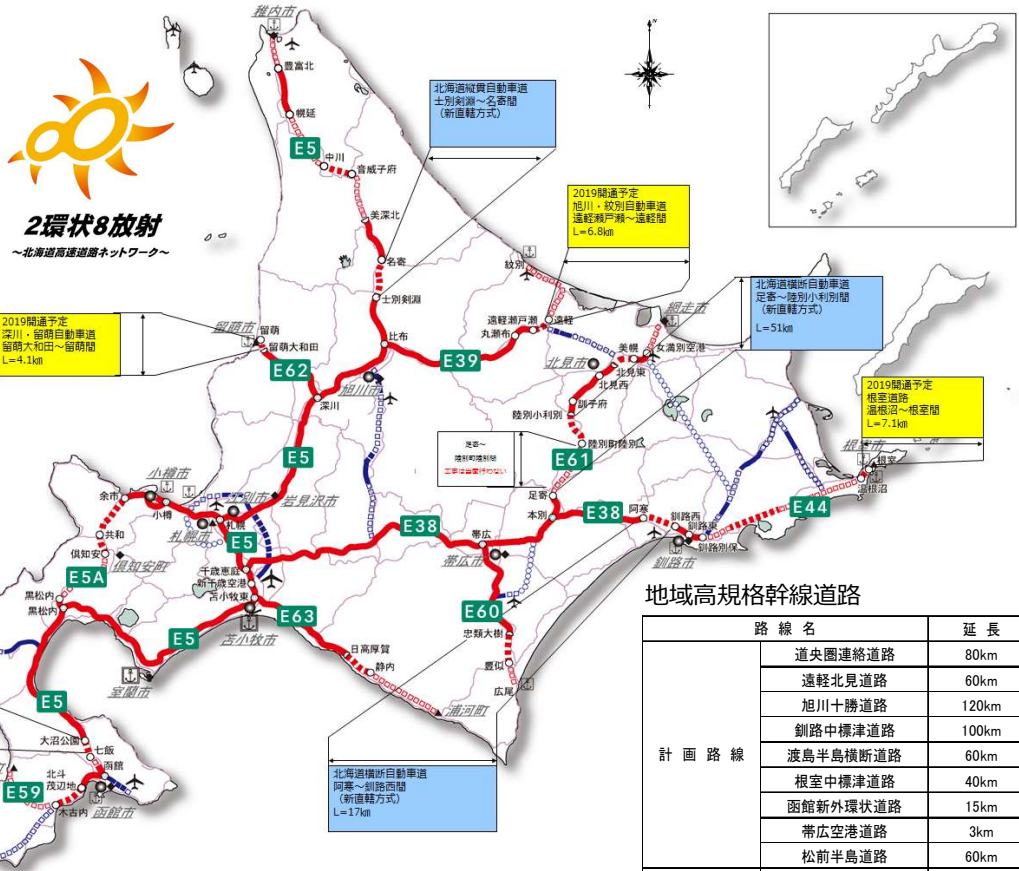 稚内市
豊富北
幌延
E5
中川
音威子府
美深北
名寄
士別剣淵
北海道縦貫自動車道
士別剣淵～名寄間
(新直轄方式)
2環状8放射
～北海道高速道路ネットワーク～
2019開通予定
旭川・紋別自動車道
遠軽瀬戸瀬～遠軽間
L=6.8km
紋別
北海道横断自動車道
足寄～陸別小利別間
(新直轄方式)
L=51km
網走市
2019開通予定
深川・留萌自動車道
留萌大和田～留萌間
L=4.1km
留萌市
留萌
留萌大和田
E62
比布
旭川市
深川
E39
丸瀬布
遠軽瀬戸瀬
遠軽
北見市
美幌
女満別空港
北見東
北見西
訓子府
陸別小利別
陸別町陸別
E61
足寄～
陸別町陸別間
工事は当面行わない
2019開通予定
根室道路
温根沼～根室間
L=7.1km
根室市
根室
温根沼
E44
E5
小樽市
余市
小樽
江別市
岩見沢市
札幌市
札幌
E5
共和
倶知安
倶知安町
E5A
黒松内
黒松内
千歳恵庭
新千歳空港
苫小牧東
苫小牧市
E63
E5
室蘭市
E38
帯広
帯広市
足寄
本別
E38
阿寒
釧路西
釧路東
釧路市
釧路別保
E60
忠類大樹
豊似
広尾
日高厚賀
静内
浦河町
E5
大沼公園
七飯
函館
北斗
茂辺地
函館市
木古内
E59
北海道横断自動車道
阿寒～釧路西間
(新直轄方式)
L=17km
地域高規格幹線道路
路線名 延長
計画路線
道央圏連絡道路 80km
遠軽北見道路 60km
旭川十勝道路 120km
釧路中標津道路 100km
渡島半島横断道路 60km
根室中標津道路 40km
函館新外環状道路 15km
帯広空港道路 3km
松前半島道路 60km